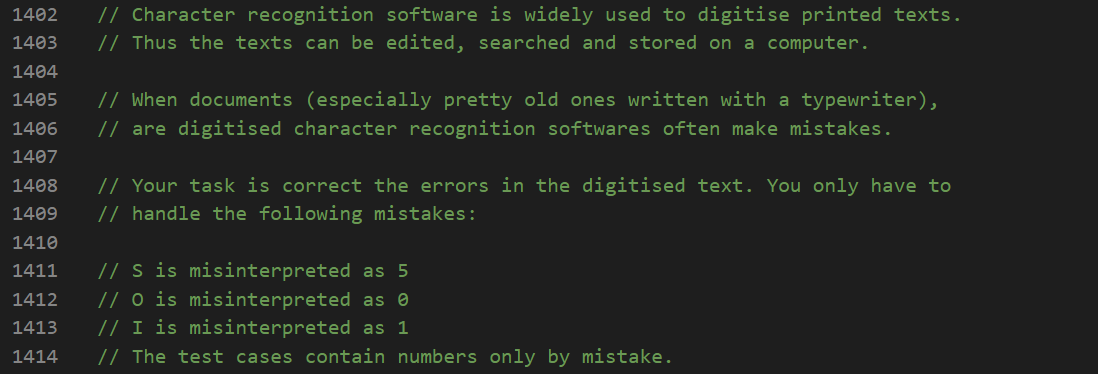 1402 // Character recognition software is widely used to digitise printed texts.
1403 // Thus the texts can be edited, searched and stored on a computer.
1404
1405 // When documents (especially pretty old ones written with a typewriter),
1406 // are digitised character recognition softwares often make mistakes.
1407
1408 // Your task is correct the errors in the digitised text. You only have to
1409 // handle the following mistakes:
1410
1411 // S is misinterpreted as 5
1412 // O is misinterpreted as 0
1413 // I is misinterpreted as 1
1414 // The test cases contain numbers only by mistake.